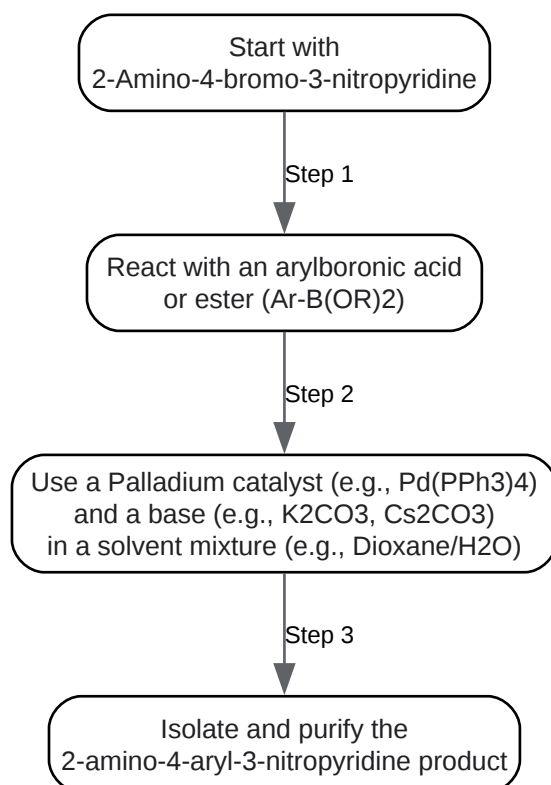 Start with
2-Amino-4-bromo-3-nitropyridine
Step 1
React with an arylboronic acid
or ester (Ar-B(OR)2)
Step 2
Use a Palladium catalyst (e.g., Pd(PPh3)4)
and a base (e.g., K2CO3, Cs2CO3)
in a solvent mixture (e.g., Dioxane/H2O)
Step 3
Isolate and purify the
2-amino-4-aryl-3-nitropyridine product